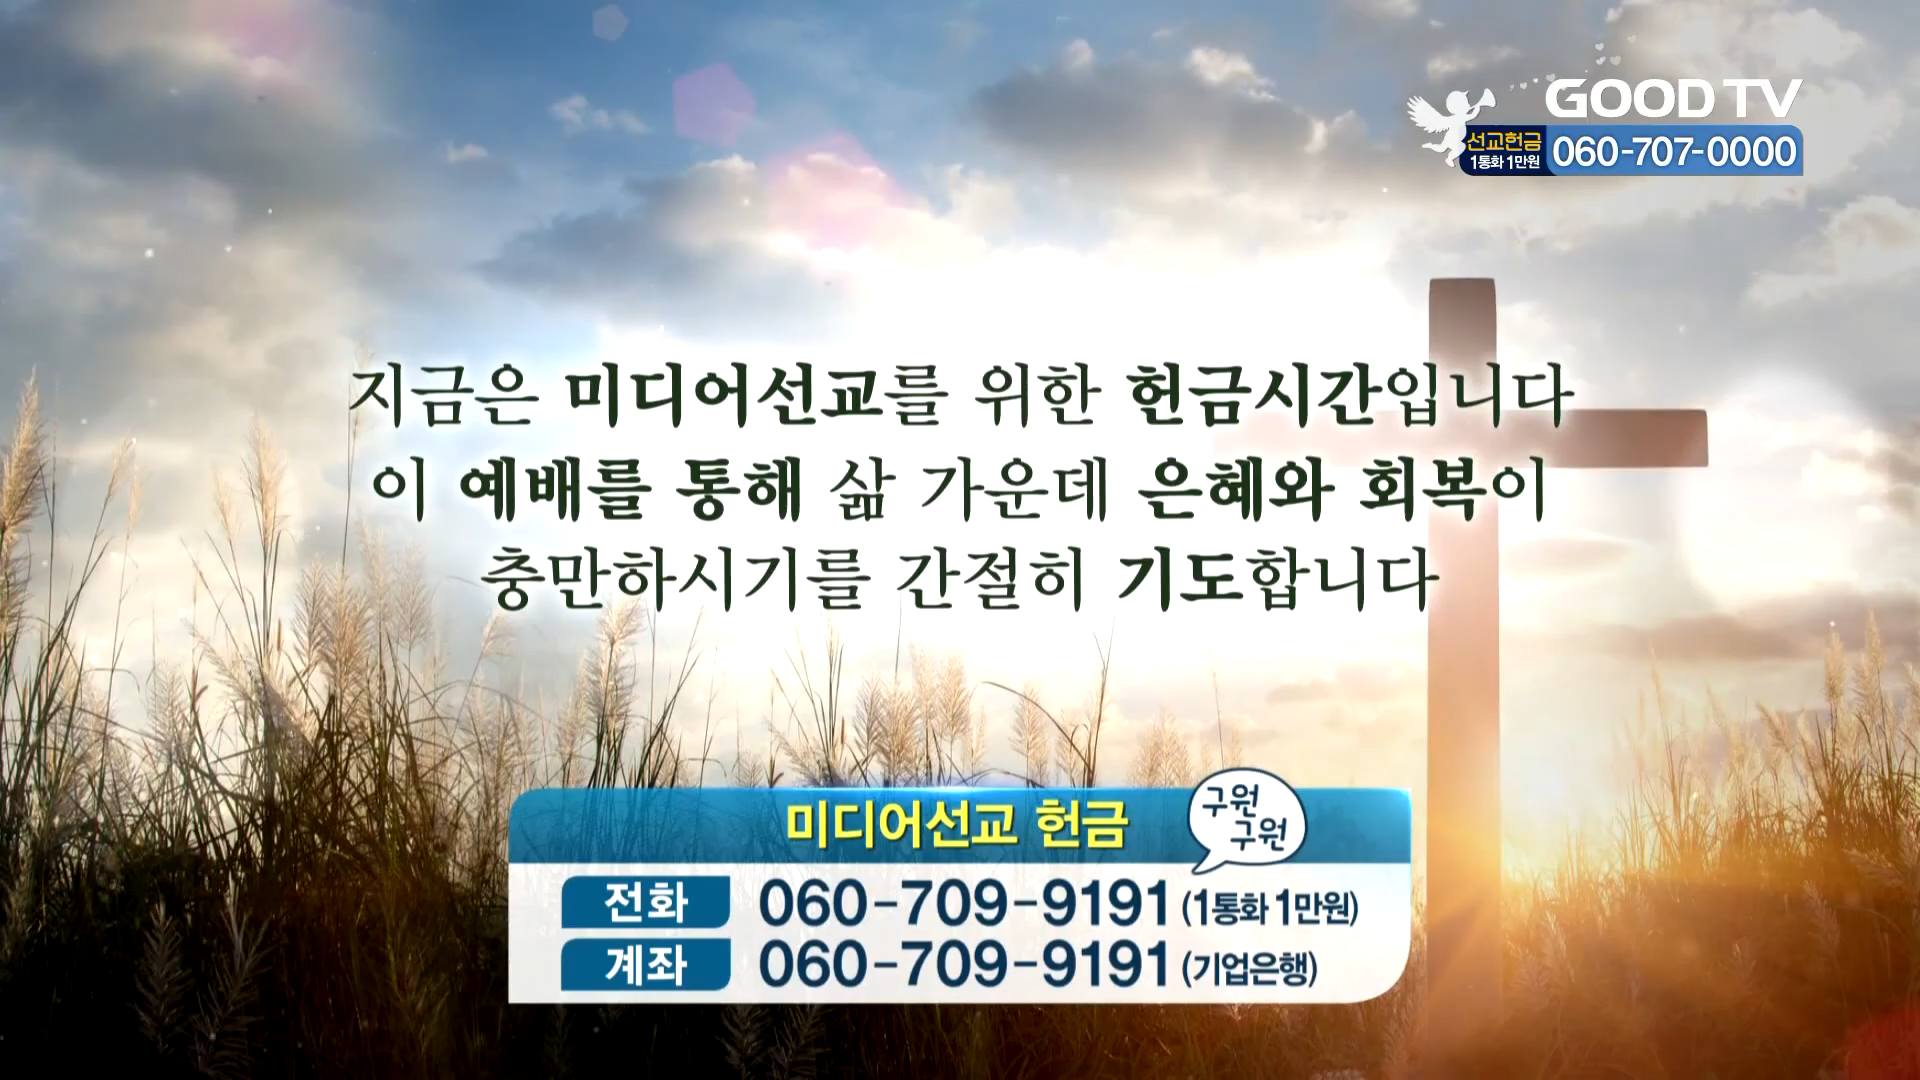 GOOD TV
선교헌금
1통화 1만원
060-707-0000
지금은 미디어선교를 위한 헌금시간입니다
이 예배를 통해 삶 가운데 은혜와 회복이
충만하시기를 간절히 기도합니다
미디어선교 헌금
구원
구원
전화 060-709-9191 (1통화 1만원)
계좌 060-709-9191 (기업은행)